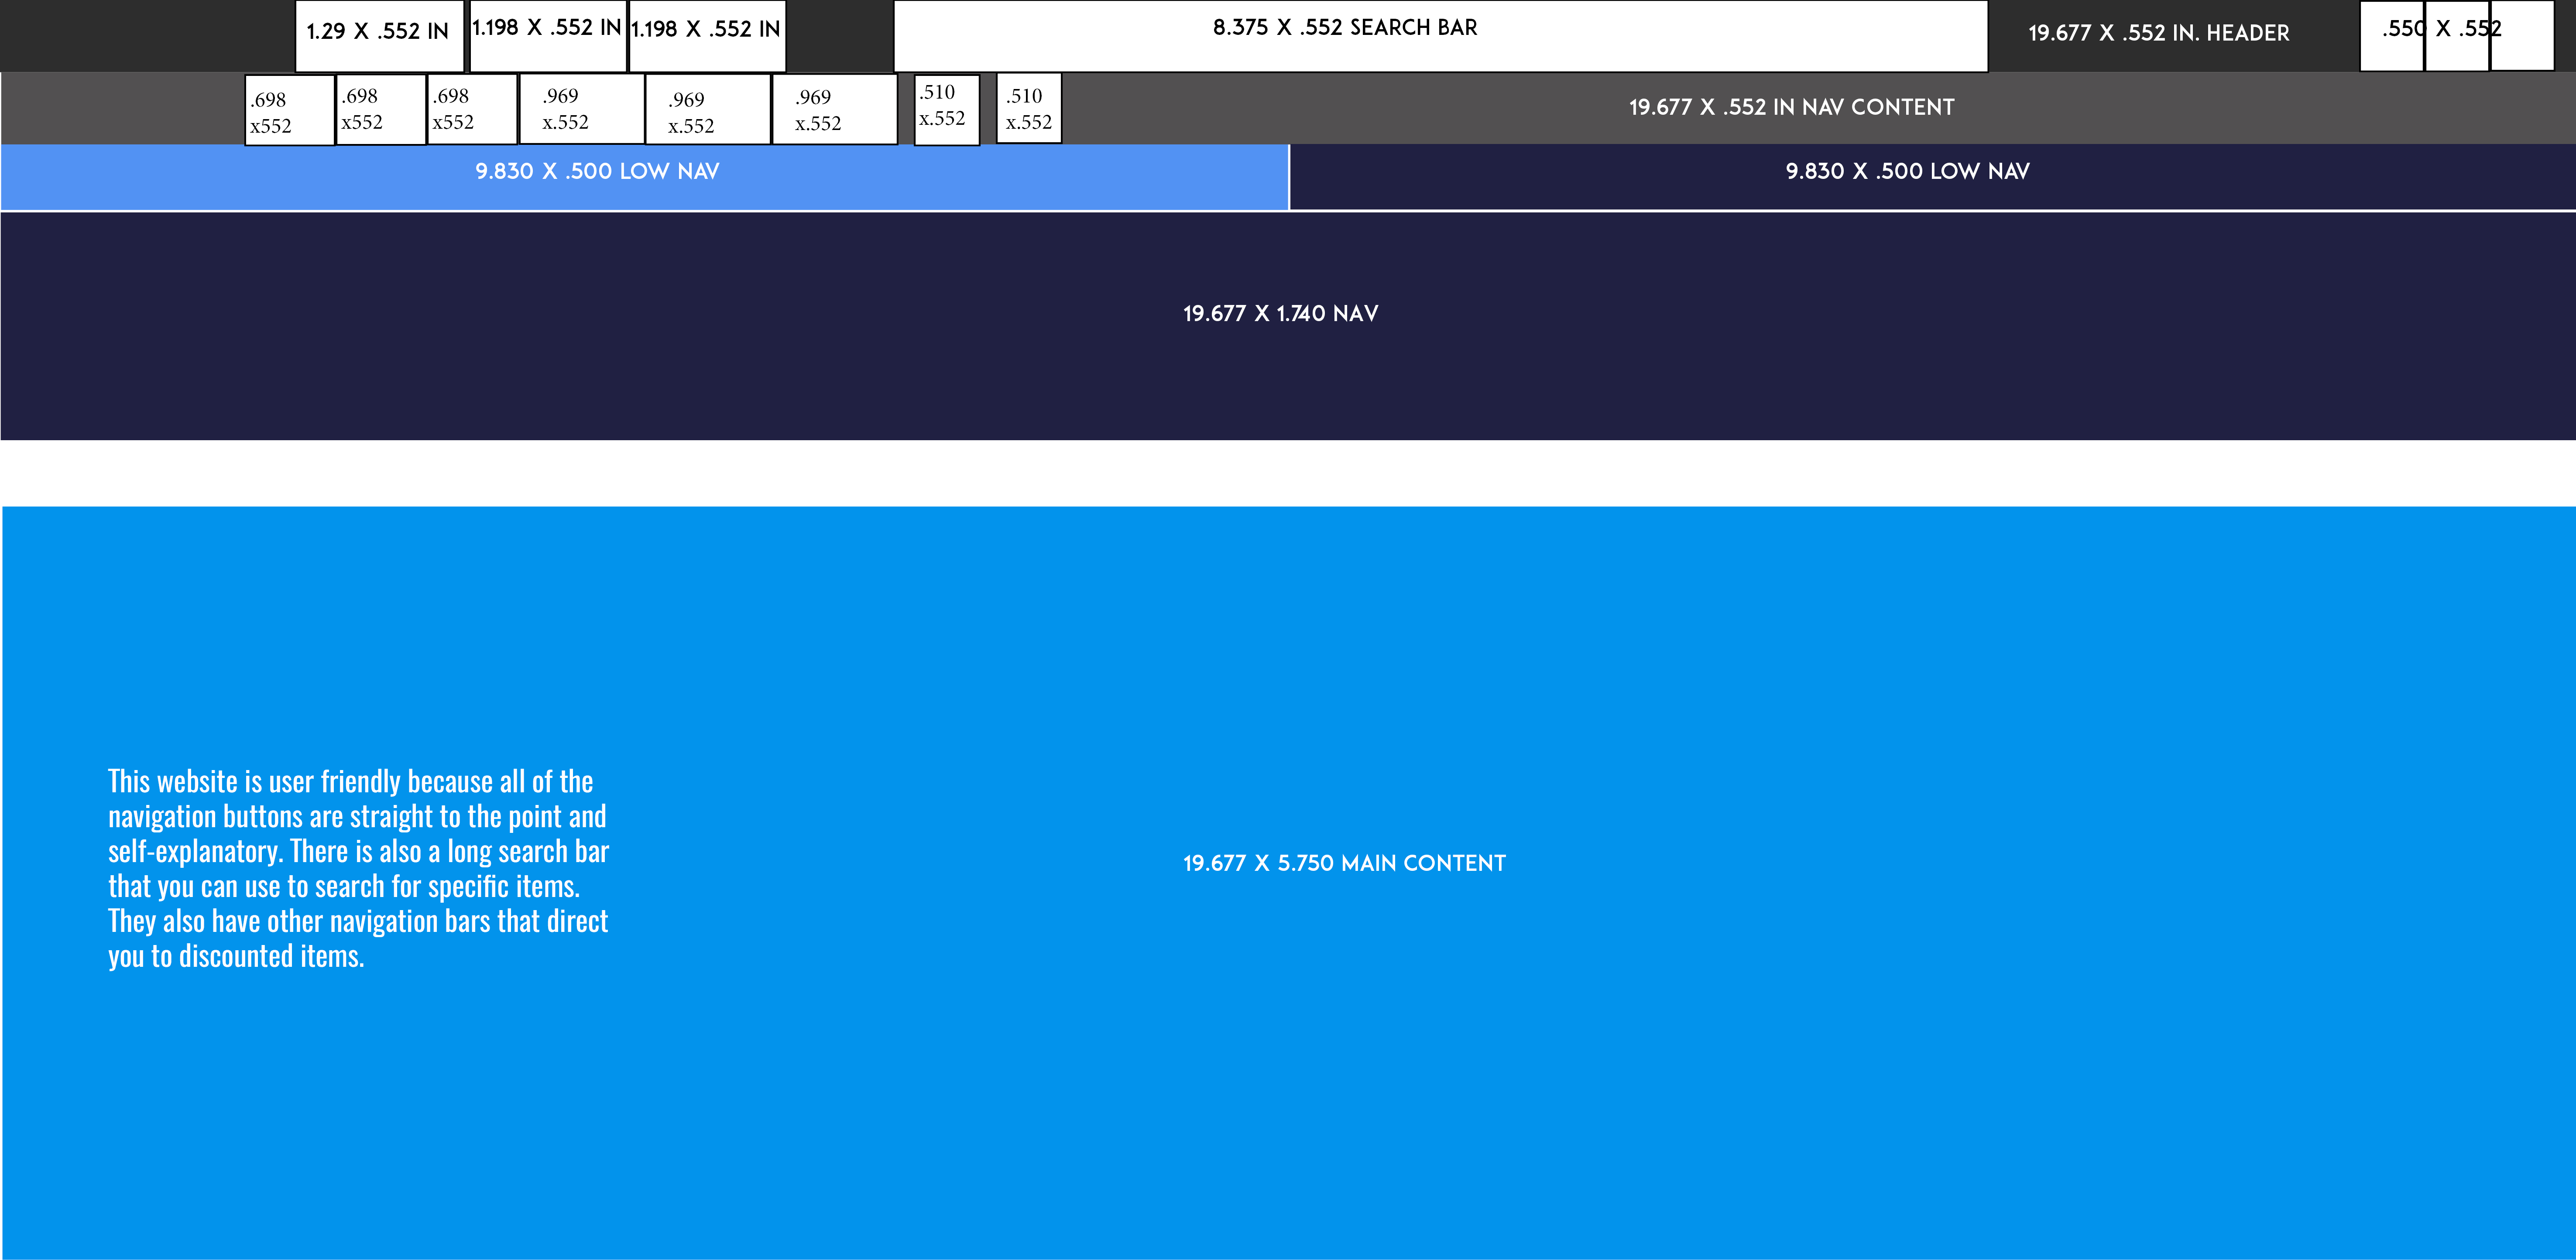 1.29 X .552 IN
1.198 X .552 IN
1.198 X .552 IN
8.375 X .552 SEARCH BAR
19.677 X .552 IN. HEADER
.550 X .552
.698
x552
.698
x552
.698
x552
.969
x.552
.969
x.552
.969
x.552
.510
x.552
.510
x.552
19.677 X .552 IN NAV CONTENT
9.830 X .500 LOW NAV
9.830 X .500 LOW NAV
19.677 X 1.740 NAV
This website is user friendly because all of the
navigation buttons are straight to the point and
self-explanatory. There is also a long search bar
that you can use to search for specific items.
They also have other navigation bars that direct
you to discounted items.
19.677 X 5.750 MAIN CONTENT